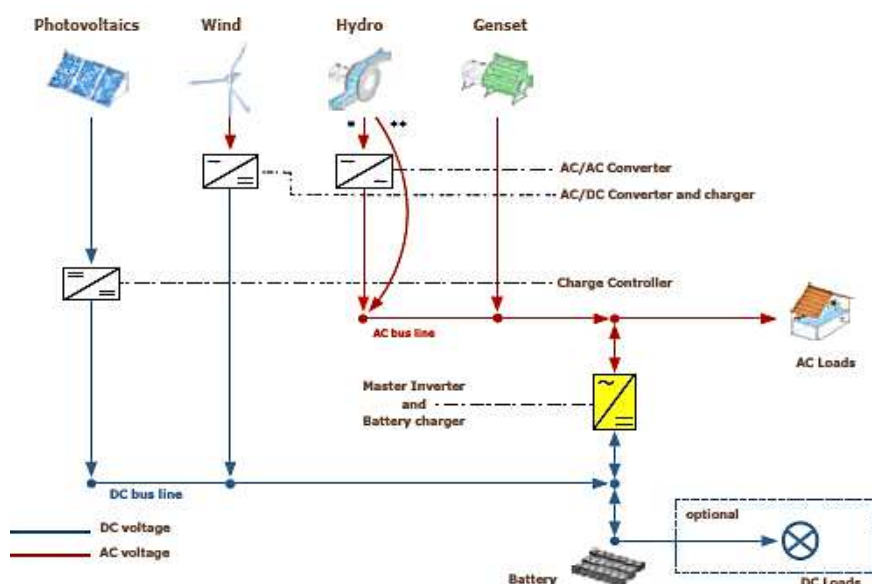 Photovoltaics
Wind
Hydro
Genset
AC/AC Converter
AC/DC Converter and charger
Charge Controller
AC bus line
AC Loads
Master Inverter
and
Battery charger
DC bus line
DC voltage
AC voltage
optional
Battery
DC Loads